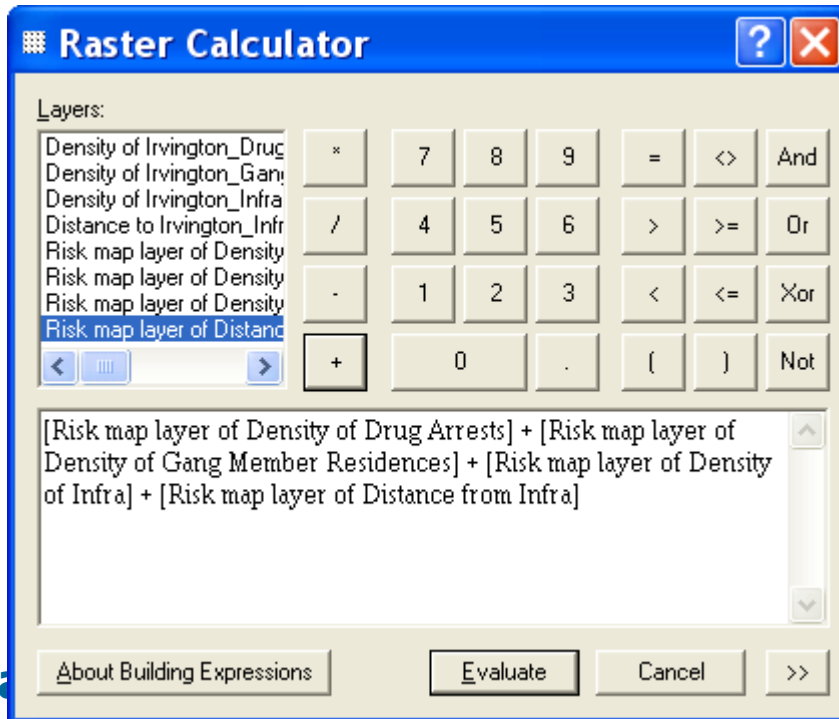 Raster Calculator
Layers:
Density of Irvington_Drug
Density of Irvington_Gang
Density of Irvington_Infra
Distance to Irvington_Infr
Risk map layer of Density
Risk map layer of Density
Risk map layer of Density
Risk map layer of Distanc
* 7 8 9 = <> And
/ 4 5 6 > >= Or
- 1 2 3 < <= Xor
+ 0 . ( ) Not
[Risk map layer of Density of Drug Arrests] + [Risk map layer of
Density of Gang Member Residences] + [Risk map layer of Density
of Infra] + [Risk map layer of Distance from Infra]
About Building Expressions Evaluate Cancel >>